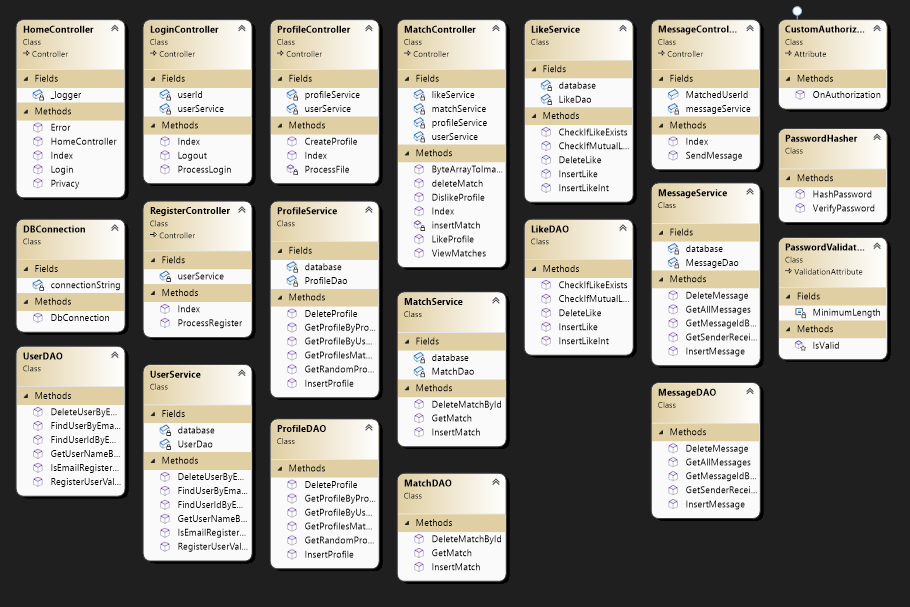 HomeController
Class
Controller
Fields
_logger
Methods
Error
HomeController
Index
Login
Privacy
DBConnection
Class
Fields
connectionString
Methods
DbConnection
UserDAO
Class
Methods
DeleteUserByE...
FindUserByEma...
FindUserIdByE...
GetUserNameB...
IsEmailRegister...
RegisterUserVal...
LoginController
Class
Controller
Fields
userId
userService
Methods
Index
Logout
ProcessLogin
RegisterController
Class
Controller
Fields
userService
Methods
Index
ProcessRegister
UserService
Class
Fields
database
UserDao
Methods
DeleteUserByE...
FindUserByEma...
FindUserIdByE...
GetUserNameB...
IsEmailRegister...
RegisterUserVal...
ProfileController
Class
Controller
Fields
profileService
userService
Methods
CreateProfile
Index
ProcessFile
ProfileService
Class
Fields
database
ProfileDao
Methods
DeleteProfile
GetProfileByPro...
GetProfileByUs...
GetProfilesMat...
GetRandomPro...
InsertProfile
ProfileDAO
Class
Methods
DeleteProfile
GetProfileByPro...
GetProfileByUs...
GetProfilesMat...
GetRandomPro...
InsertProfile
MatchController
Class
Controller
Fields
likeService
matchService
profileService
userService
Methods
ByteArrayToIma...
deleteMatch
DislikeProfile
Index
insertMatch
LikeProfile
ViewMatches
MatchService
Class
Fields
database
MatchDao
Methods
DeleteMatchById
GetMatch
InsertMatch
MatchDAO
Class
Methods
DeleteMatchById
GetMatch
InsertMatch
LikeService
Class
Fields
database
LikeDao
Methods
CheckIfLikeExists
CheckIfMutualL...
DeleteLike
InsertLike
InsertLikeInt
LikeDAO
Class
Methods
CheckIfLikeExists
CheckIfMutualL...
DeleteLike
InsertLike
InsertLikeInt
MessageControl...
Class
Controller
Fields
MatchedUserId
messageService
Methods
Index
SendMessage
MessageService
Class
Fields
database
MessageDao
Methods
DeleteMessage
GetAllMessages
GetMessageIdB...
GetSenderRecei...
InsertMessage
MessageDAO
Class
Methods
DeleteMessage
GetAllMessages
GetMessageIdB...
GetSenderRecei...
InsertMessage
CustomAuthoriz...
Class
Attribute
Methods
OnAuthorization
PasswordHasher
Class
Methods
HashPassword
VerifyPassword
PasswordValidat...
Class
ValidationAttribute
Fields
MinimumLength
Methods
IsValid